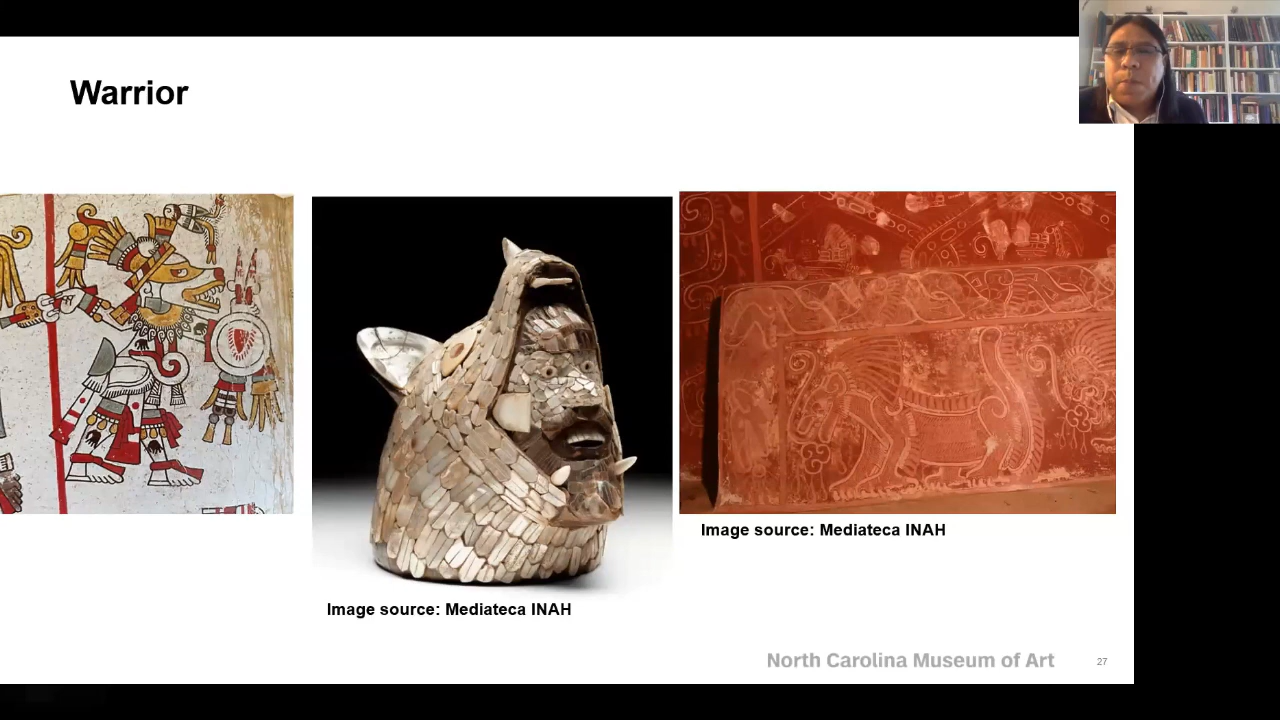 Warrior
Image source: Mediateca INAH
Image source: Mediateca INAH
North Carolina Museum of Art
27